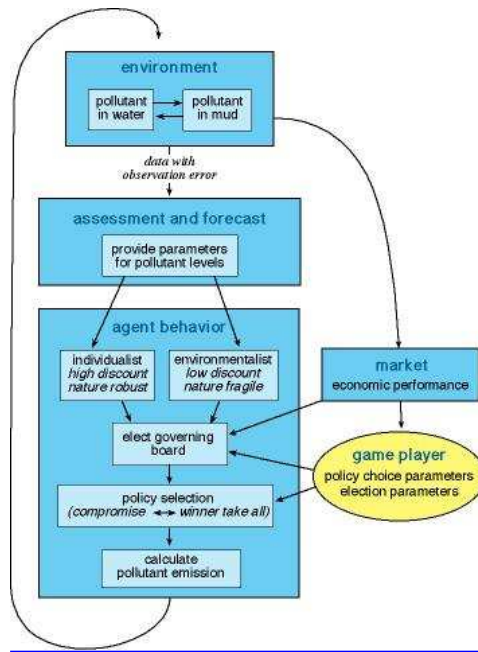 environment
pollutant
in water
pollutant
in mud
data with
observation error
assessment and forecast
provide parameters
for pollutant levels
agent behavior
individualist
high discount
nature robust
environmentalist
low discount
nature fragile
market
economic performance
elect governing
board
game player
policy choice parameters
election parameters
policy selection
(compromise ↔ winner take all)
calculate
pollutant emission